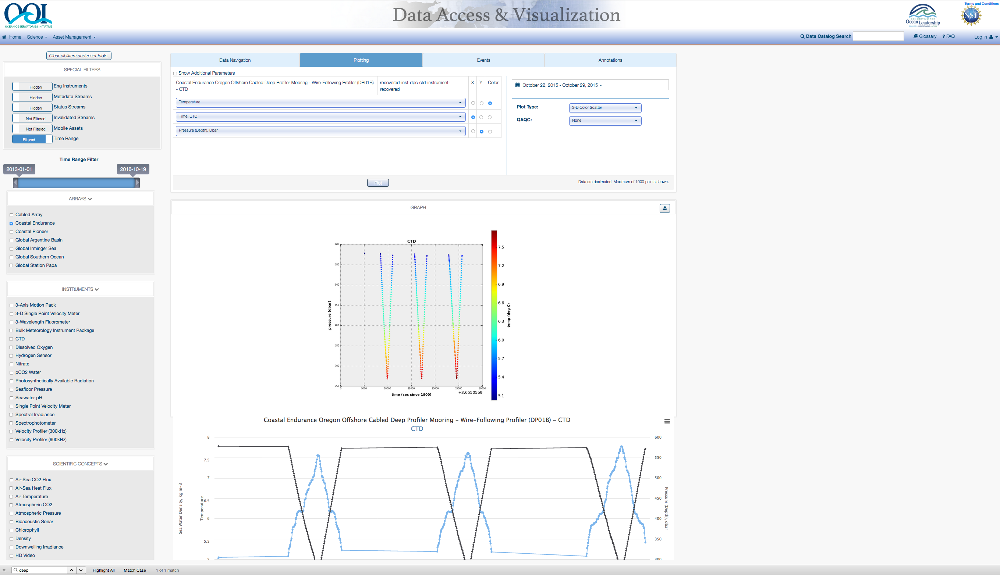 OOI
OCEAN OBSERVATORIES INITIATIVE
Data Access & Visualization
CONSORTIUM FOR
Ocean Leadership
Terms and Conditions
NSF
Home Science Asset Management
Data Catalog Search Glossary ? FAQ Log In
Clear all filters and reset table.
SPECIAL FILTERS
Hidden Eng Instruments
Hidden Metadata Streams
Hidden Status Streams
Not Filtered Invalidated Streams
Not Filtered Mobile Assets
Filtered Time Range
Time Range Filter
2013-01-01 2016-10-19
ARRAYS
Cabled Array
Coastal Endurance
Coastal Pioneer
Global Argentine Basin
Global Irminger Sea
Global Southern Ocean
Global Station Papa
INSTRUMENTS
3-Axis Motion Pack
3-D Single Point Velocity Meter
3-Wavelength Fluorometer
Bulk Meteorology Instrument Package
CTD
Dissolved Oxygen
Hydrogen Sensor
Nitrate
pCO2 Water
Photosynthetically Available Radiation
Seafloor Pressure
Seawater pH
Single Point Velocity Meter
Spectral Irradiance
Spectrophotometer
Velocity Profiler (300kHz)
Velocity Profiler (600kHz)
SCIENTIFIC CONCEPTS
Air-Sea CO2 Flux
Air-Sea Heat Flux
Air Temperature
Atmospheric CO2
Atmospheric Pressure
Bioacoustic Sonar
Chlorophyll
Density
Downwelling Irradiance
HD Video
Data Navigation Plotting Events Annotations
Show Additional Parameters
Coastal Endurance Oregon Offshore Cabled Deep Profiler Mooring - Wire-Following Profiler (DP01B)
- CTD
recovered-inst-dpc-ctd-instrument-
recovered
X Y Color
Temperature
Time, UTC
Pressure (Depth), Dbar
October 22, 2015 - October 29, 2015
Plot Type: 3-D Color Scatter
QAQC: None
Plot
Data are decimated. Maximum of 1000 points shown.
GRAPH
CTD
600
550
500
450
400
350
300
250
pressure (dbar)
0 5000 10000 15000 20000 25000 30000
+3.65505e9
time (sec since 1900)
7.5
7.2
6.9
6.6
6.3
6.0
5.7
5.4
5.1
temp (deg C)
Coastal Endurance Oregon Offshore Cabled Deep Profiler Mooring - Wire-Following Profiler (DP01B) - CTD
CTD
Sea Water Density, kg m-3
Temperature
8
7.5
7
6.5
6
5.5
5
600
550
500
450
400
350
300
Pressure (Depth), dbar
deep Highlight All Match Case 1 of 1 match